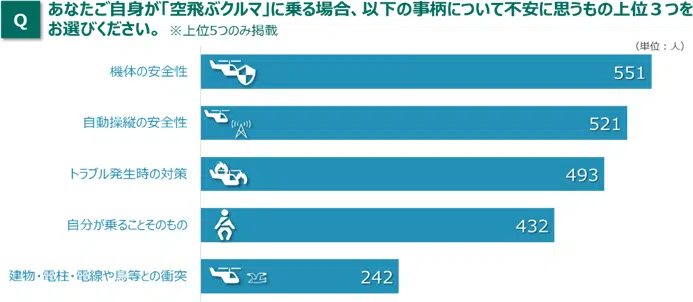 Q
あなたご自身が「空飛ぶクルマ」に乗る場合、以下の事柄について不安に思うもの上位３つを
お選びください。 ※上位5つのみ掲載
（単位：人）
機体の安全性 551
自動操縦の安全性 521
トラブル発生時の対策 493
自分が乗ることそのもの 432
建物・電柱・電線や鳥等との衝突 242